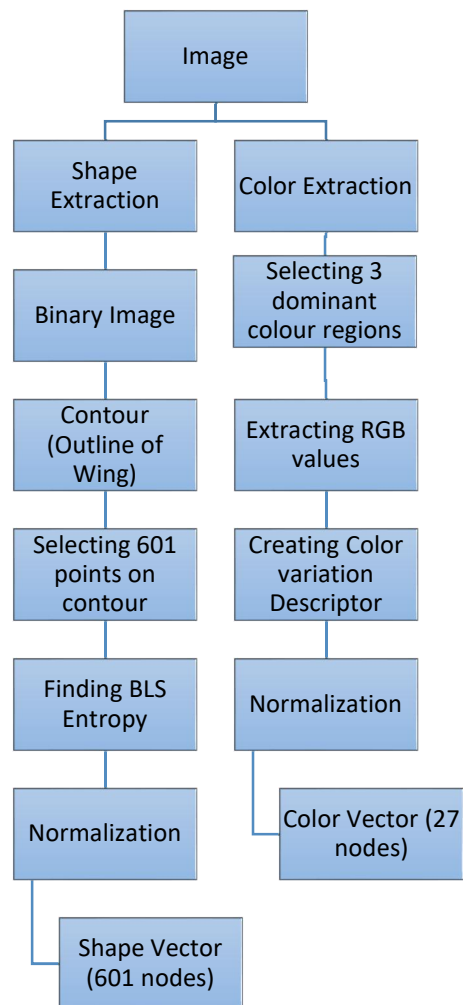 Image
Shape
Extraction
Binary Image
Contour
(Outline of
Wing)
Selecting 601
points on
contour
Finding BLS
Entropy
Normalization
Shape Vector
(601 nodes)
Color Extraction
Selecting 3
dominant
colour regions
Extracting RGB
values
Creating Color
variation
Descriptor
Normalization
Color Vector (27
nodes)